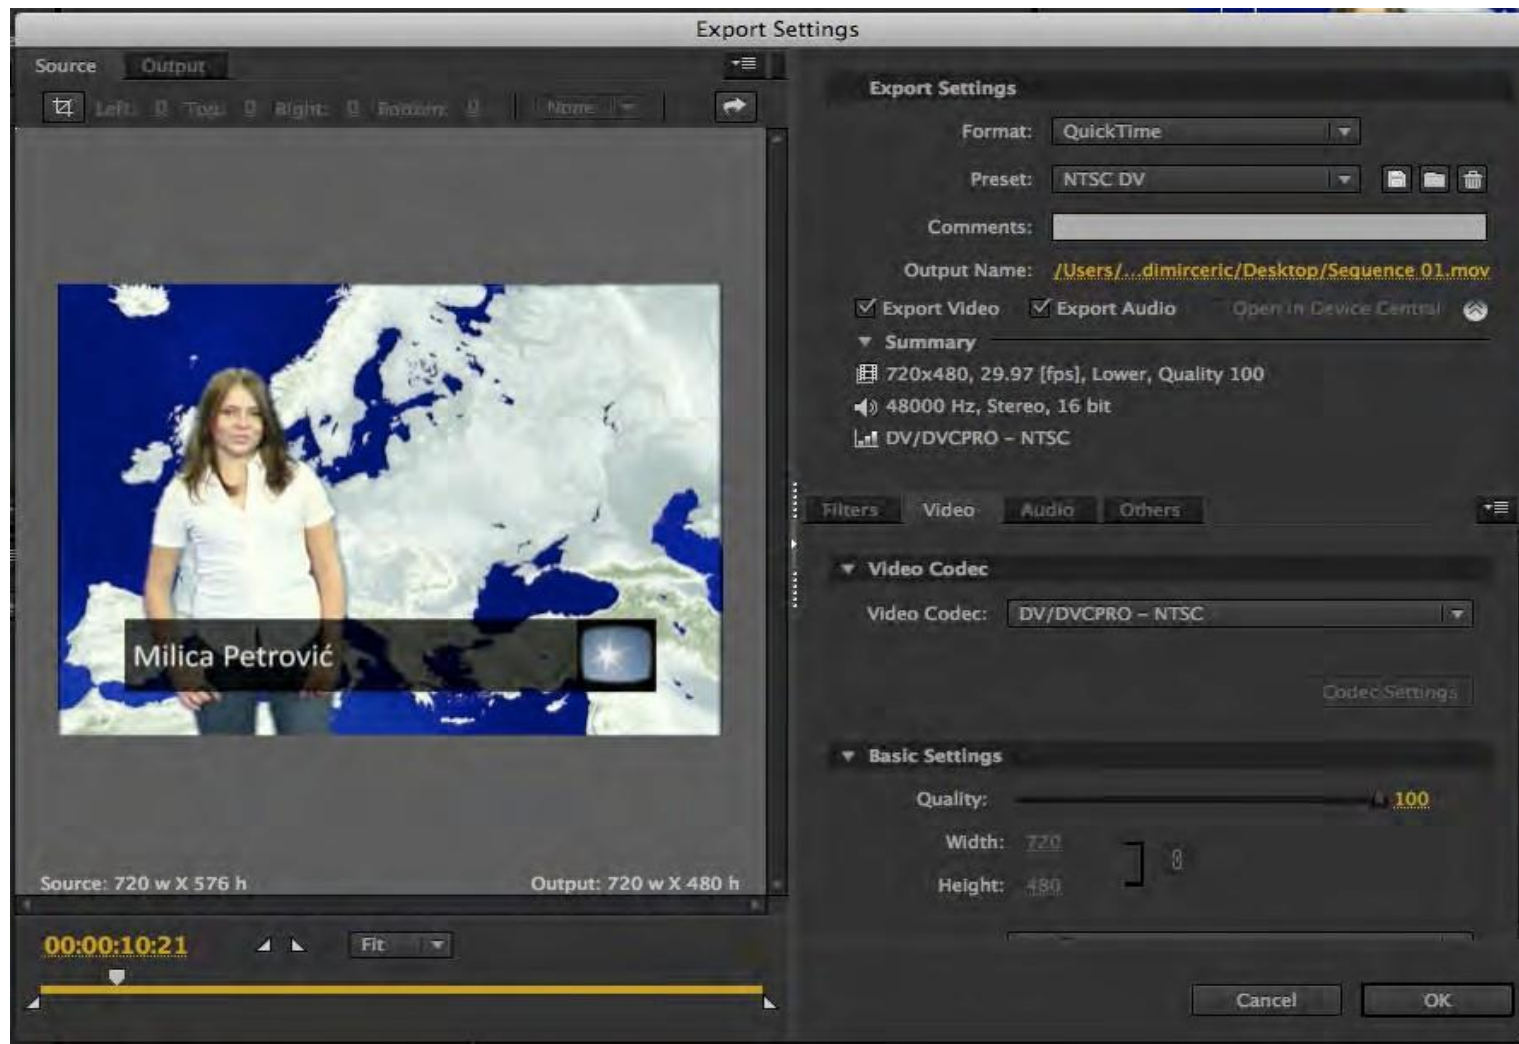 Export Settings
Source Output
Left: 0 Top: 0 Right: 0 Bottom: 0 None
Milica Petrović
Source: 720 w X 576 h Output: 720 w X 480 h
00:00:10:21 Fit
Export Settings
Format: QuickTime
Preset: NTSC DV
Comments:
Output Name: /Users/...dimirceric/Desktop/Sequence 01.mov
Export Video Export Audio Open in Device Central
Summary
720x480, 29.97 [fps], Lower, Quality 100
48000 Hz, Stereo, 16 bit
DV/DVCPRO – NTSC
Filters Video Audio Others
Video Codec
Video Codec: DV/DVCPRO – NTSC
Codec Settings
Basic Settings
Quality: 100
Width: 720
Height: 480
Cancel OK